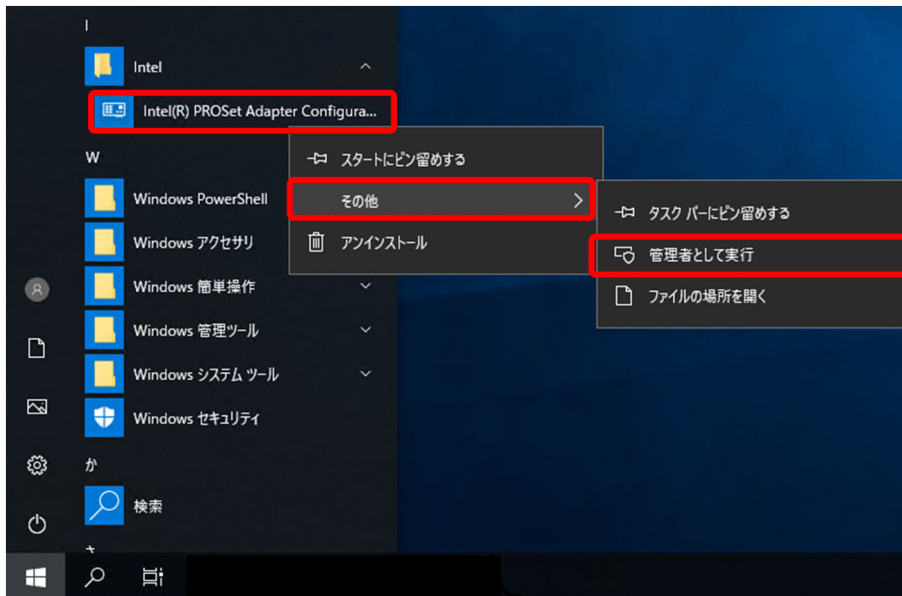 I
Intel
Intel(R) PROSet Adapter Configura...
W
Windows PowerShell
Windows アクセサリ
Windows 簡単操作
Windows 管理ツール
Windows システム ツール
Windows セキュリティ
か
検索
スタートにピン留めする
その他
アンインストール
タスク バーにピン留めする
管理者として実行
ファイルの場所を開く